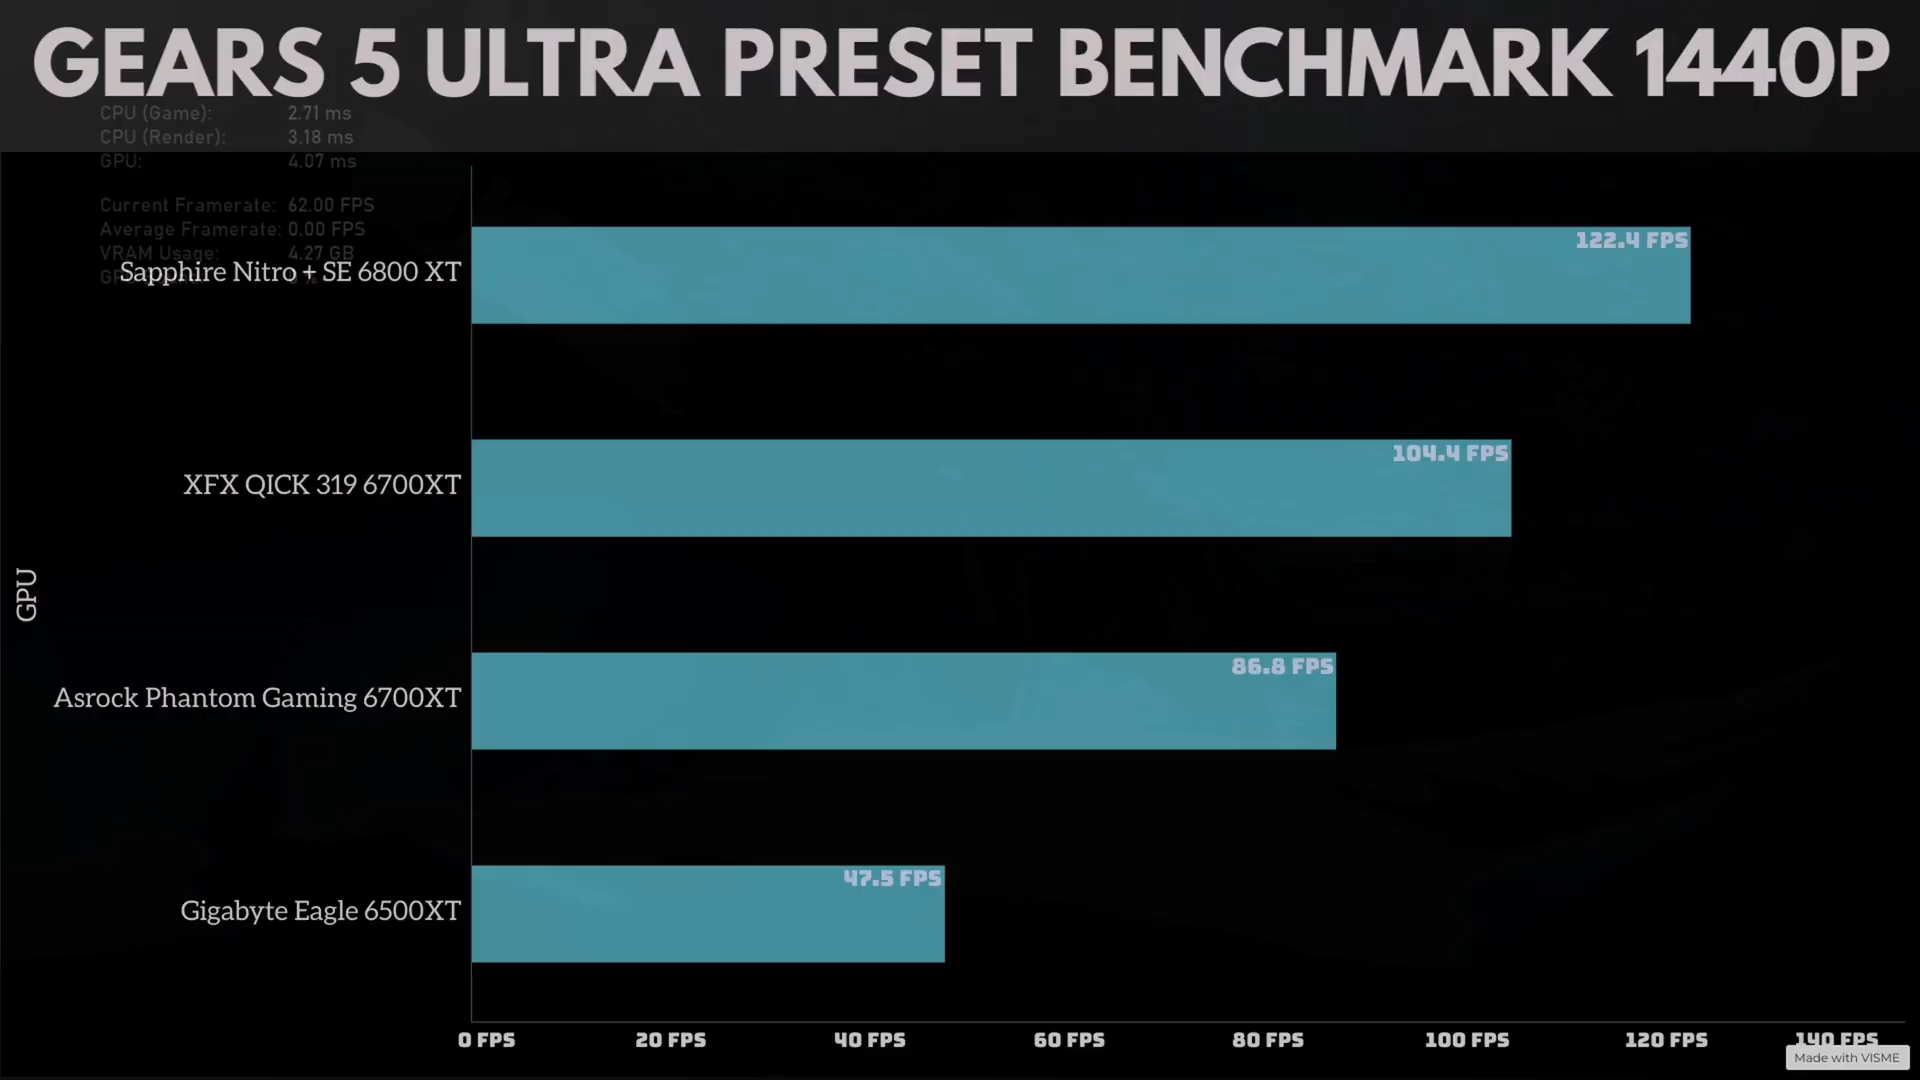 GEARS 5 ULTRA PRESET BENCHMARK 1440P
CPU (Game): 2.71 ms
CPU (Render): 3.18 ms
GPU: 4.07 ms
Current Framerate: 62.00 FPS
Average Framerate: 0.00 FPS
VRAM Usage: 4.27 GB
Sapphire Nitro + SE 6800 XT
122.4 FPS
XFX QICK 319 6700XT
104.4 FPS
GPU
Asrock Phantom Gaming 6700XT
86.8 FPS
Gigabyte Eagle 6500XT
47.5 FPS
0 FPS 20 FPS 40 FPS 60 FPS 80 FPS 100 FPS 120 FPS 140 FPS
Made with VISME